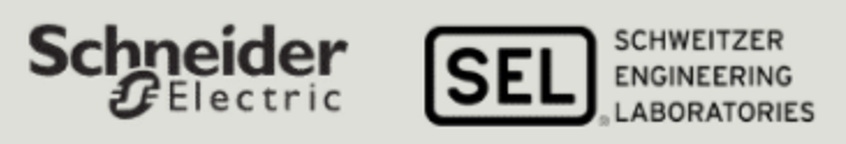 Schneider
Electric
SEL
SCHWEITZER
ENGINEERING
LABORATORIES